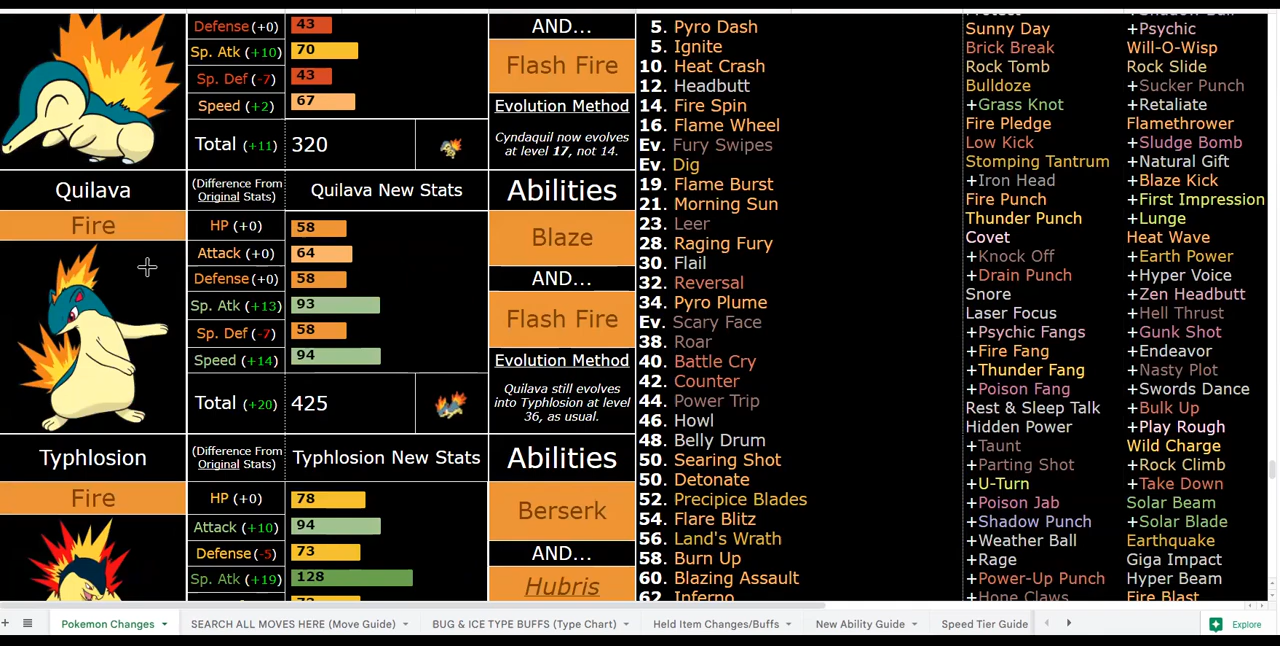 Defense (+0) 43
Sp. Atk (+10) 70
Sp. Def (-7) 43
Speed (+2) 67
Total (+11) 320
AND...
Flash Fire
Evolution Method
Cyndaquil now evolves
at level 17, not 14.
Quilava
(Difference From
Original Stats)
Quilava New Stats
Abilities
Fire
HP (+0) 58
Attack (+0) 64
Defense (+0) 58
Sp. Atk (+13) 93
Sp. Def (-7) 58
Speed (+14) 94
Total (+20) 425
Blaze
AND...
Flash Fire
Evolution Method
Quilava still evolves
into Typhlosion at level
36, as usual.
Typhlosion
(Difference From
Original Stats)
Typhlosion New Stats
Abilities
Fire
HP (+0) 78
Attack (+10) 94
Defense (-5) 73
Sp. Atk (+19) 128
Berserk
AND...
Hubris
5. Pyro Dash
5. Ignite
10. Heat Crash
12. Headbutt
14. Fire Spin
16. Flame Wheel
Ev. Fury Swipes
Ev. Dig
19. Flame Burst
21. Morning Sun
23. Leer
28. Raging Fury
30. Flail
32. Reversal
34. Pyro Plume
Ev. Scary Face
38. Roar
40. Battle Cry
42. Counter
44. Power Trip
46. Howl
48. Belly Drum
50. Searing Shot
50. Detonate
52. Precipice Blades
54. Flare Blitz
56. Land's Wrath
58. Burn Up
60. Blazing Assault
62. Inferno
Sunny Day
Brick Break
Rock Tomb
Bulldoze
+Grass Knot
Fire Pledge
Low Kick
Stomping Tantrum
+Iron Head
Fire Punch
Thunder Punch
Covet
+Knock Off
+Drain Punch
Snore
Laser Focus
+Psychic Fangs
+Fire Fang
+Thunder Fang
+Poison Fang
Rest & Sleep Talk
Hidden Power
+Taunt
+Parting Shot
+U-Turn
+Poison Jab
+Shadow Punch
+Weather Ball
+Rage
+Power-Up Punch
+Hone Claws
+Psychic
Will-O-Wisp
Rock Slide
+Sucker Punch
+Retaliate
Flamethrower
+Sludge Bomb
+Natural Gift
+Blaze Kick
+First Impression
+Lunge
Heat Wave
+Earth Power
+Hyper Voice
+Zen Headbutt
+Hell Thrust
+Gunk Shot
+Endeavor
+Nasty Plot
+Swords Dance
+Bulk Up
+Play Rough
Wild Charge
+Rock Climb
+Take Down
Solar Beam
+Solar Blade
Earthquake
Giga Impact
Hyper Beam
Fire Blast
Pokemon Changes
SEARCH ALL MOVES HERE (Move Guide)
BUG & ICE TYPE BUFFS (Type Chart)
Held Item Changes/Buffs
New Ability Guide
Speed Tier Guide
Explore